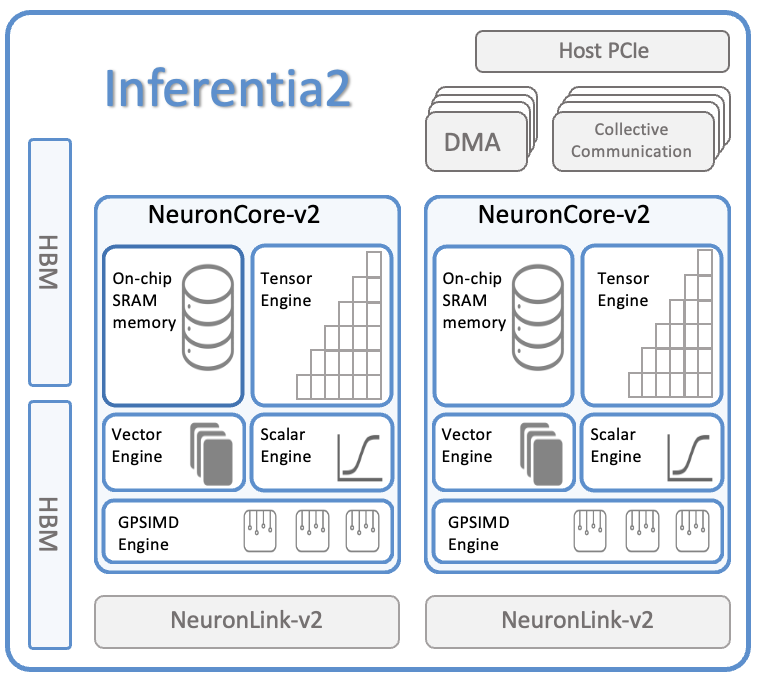 Inferentia2
Host PCIe
DMA
Collective
Communication
HBM
HBM
NeuronCore-v2
On-chip
SRAM
memory
Tensor
Engine
Vector
Engine
Scalar
Engine
GPSIMD
Engine
NeuronCore-v2
On-chip
SRAM
memory
Tensor
Engine
Vector
Engine
Scalar
Engine
GPSIMD
Engine
NeuronLink-v2
NeuronLink-v2